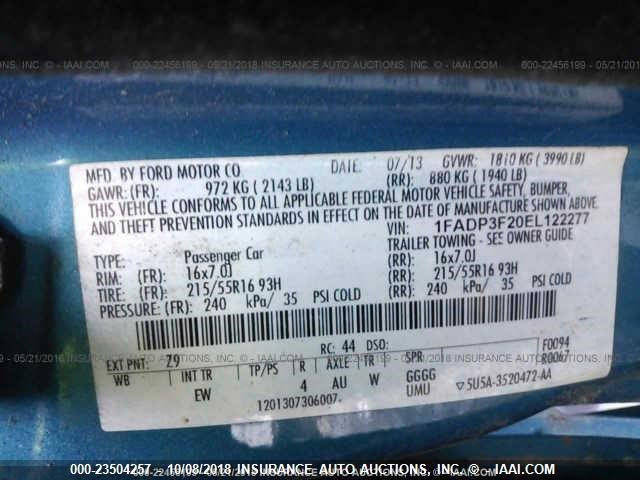 000-22456199 - 05/21/2018 INSURANCE AUTO AUCTIONS, INC. - © IAAI.COM
MFD. BY FORD MOTOR CO DATE: 07/13 GVWR: 1810 KG (3990 LB)
GAWR: (FR): 972 KG (2143 LB) (RR): 880 KG (1940 LB)
THIS VEHICLE CONFORMS TO ALL APPLICABLE FEDERAL MOTOR VEHICLE SAFETY, BUMPER,
AND THEFT PREVENTION STANDARDS IN EFFECT ON THE DATE OF MANUFACTURE SHOWN ABOVE.
VIN: 1FADP3F20EL122277
TYPE: Passenger Car TRAILER TOWING - SEE OWNER GUIDE
RIM: (FR): 16x7.0J (RR): 16x7.0J
TIRE: (FR): 215/55R16 93H (RR): 215/55R16 93H
PRESSURE: (FR): 240 kPa/ 35 PSI COLD (RR): 240 kPa/ 35 PSI COLD
EXT PNT: 29 RC: 44 DSO: F0094
R0067
WB INT TR TP/PS R AXLE TR SPR
EW 4 AU W GGGG
UMU
1201307306007- ▽5U5A-3520472-AA
000-23504257 - 10/08/2018 INSURANCE AUTO AUCTIONS, INC. - © IAAI.COM